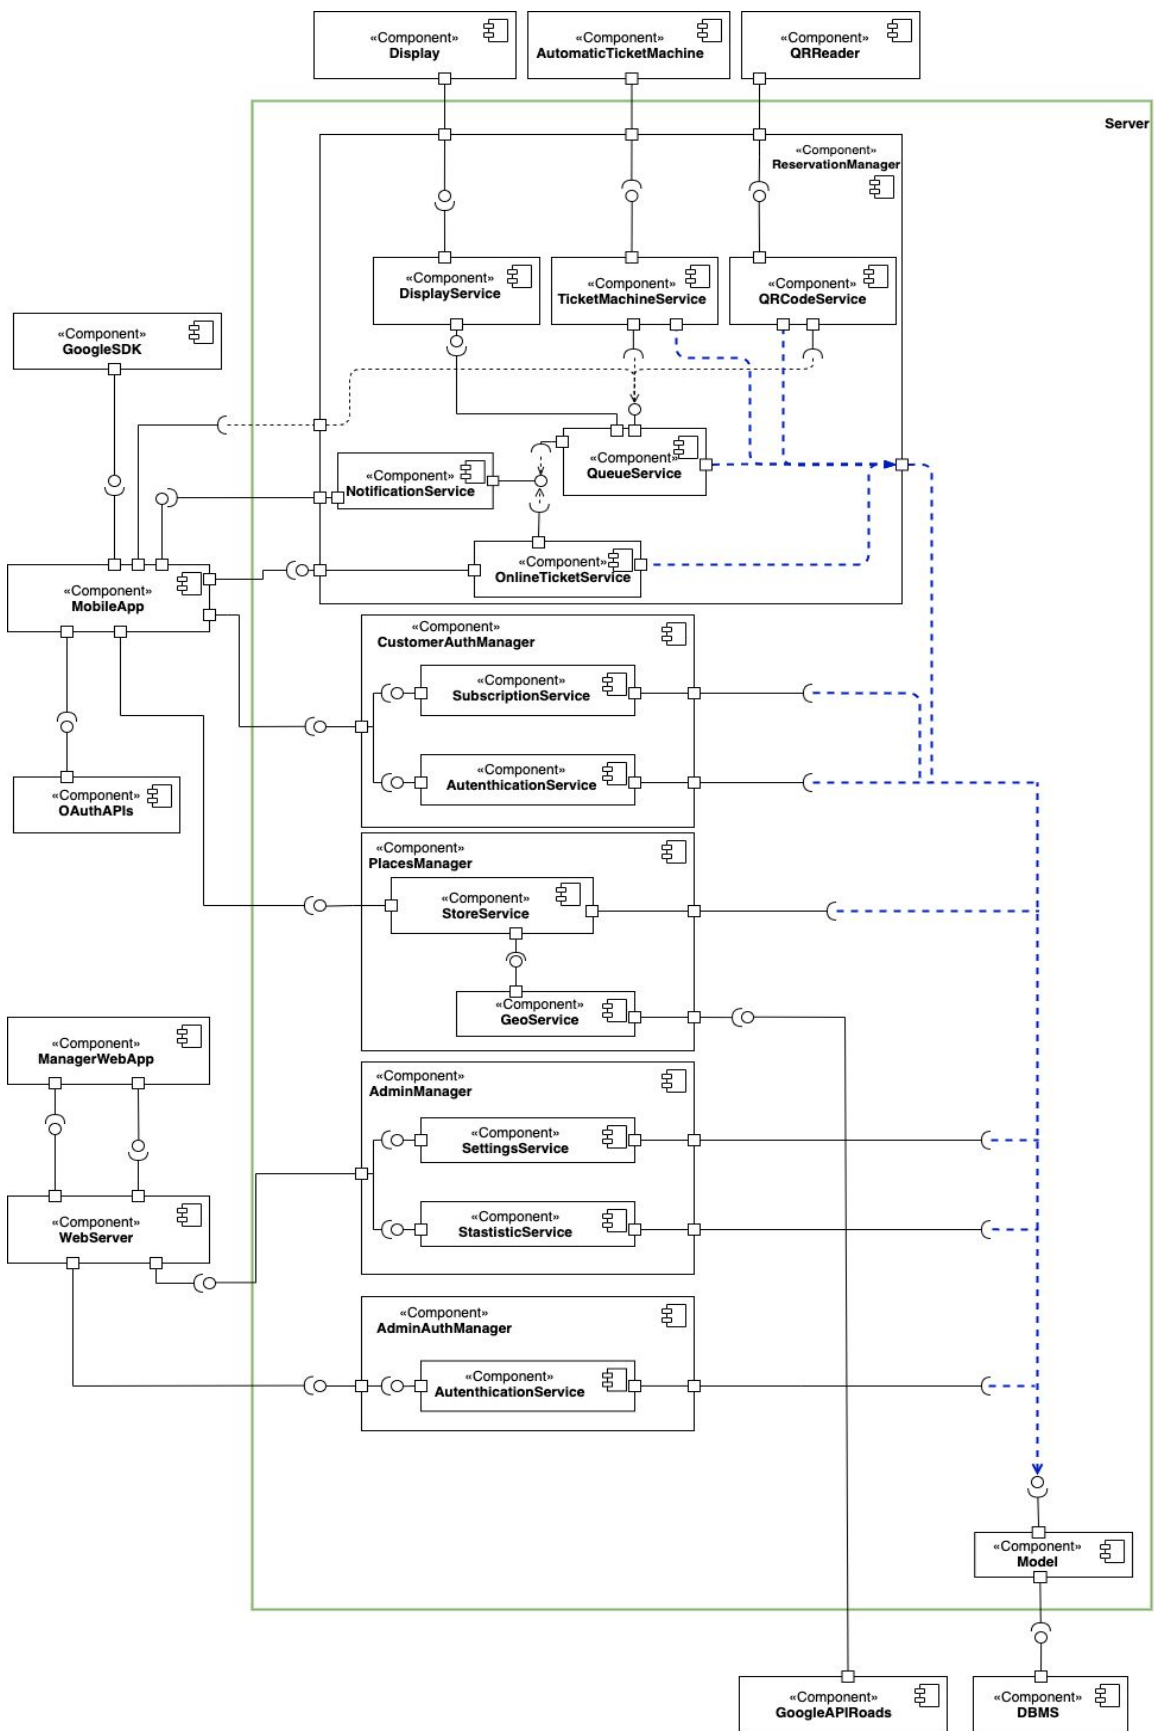 «Component»
Display
«Component»
AutomaticTicketMachine
«Component»
QRReader
Server
«Component»
ReservationManager
«Component»
DisplayService
«Component»
TicketMachineService
«Component»
QRCodeService
«Component»
GoogleSDK
«Component»
QueueService
«Component»
NotificationService
«Component»
OnlineTicketService
«Component»
MobileApp
«Component»
CustomerAuthManager
«Component»
SubscriptionService
«Component»
AutenthicationService
«Component»
OAuthAPIs
«Component»
PlacesManager
«Component»
StoreService
«Component»
GeoService
«Component»
ManagerWebApp
«Component»
AdminManager
«Component»
SettingsService
«Component»
StastisticService
«Component»
WebServer
«Component»
AdminAuthManager
«Component»
AutenthicationService
«Component»
Model
«Component»
GoogleAPIRoads
«Component»
DBMS